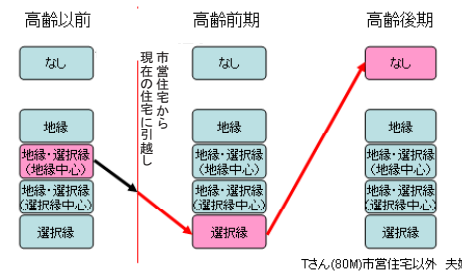 高齢以前
高齢前期
高齢後期
なし
なし
なし
市営住宅から
現在の住宅に引越し
地縁
地縁
地縁
地縁・選択縁
(地縁中心)
地縁・選択縁
(地縁中心)
地縁・選択縁
(地縁中心)
地縁・選択縁
(選択縁中心)
地縁・選択縁
(選択縁中心)
地縁・選択縁
(選択縁中心)
選択縁
選択縁
選択縁
Tさん(80M)市営住宅以外 夫婦